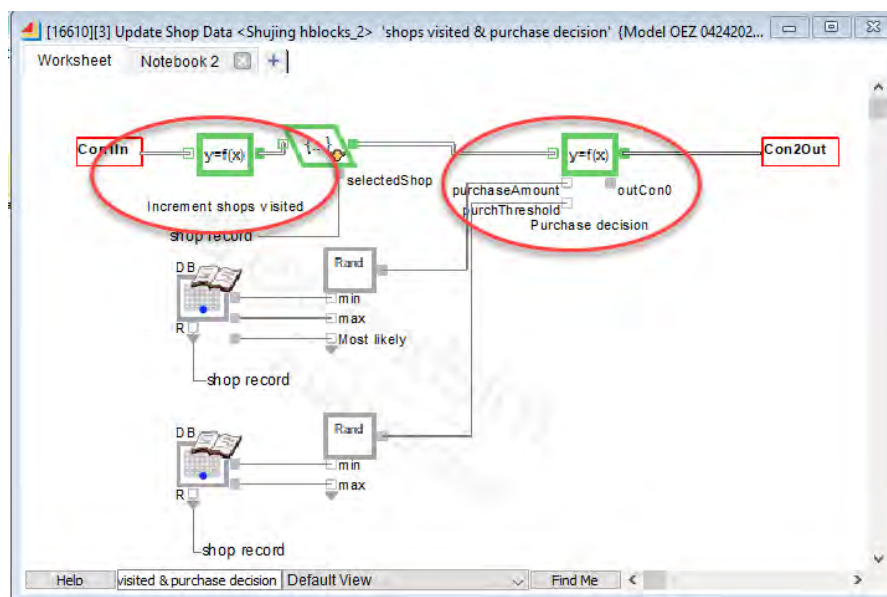 [16610][3] Update Shop Data <Shujing hblocks_2> 'shops visited & purchase decision' {Model OEZ 0424202...
Worksheet Notebook 2 +
y=f(x) {...} y=f(x) Con2Out
selectedShop
purchaseAmount outCon0
Increment shops visited
purchThreshold
Purchase decision
shop record
Rand
DB
min
max
R Most likely
shop record
Rand
DB
min
R max
shop record
Help visited & purchase decision Default View Find Me < >